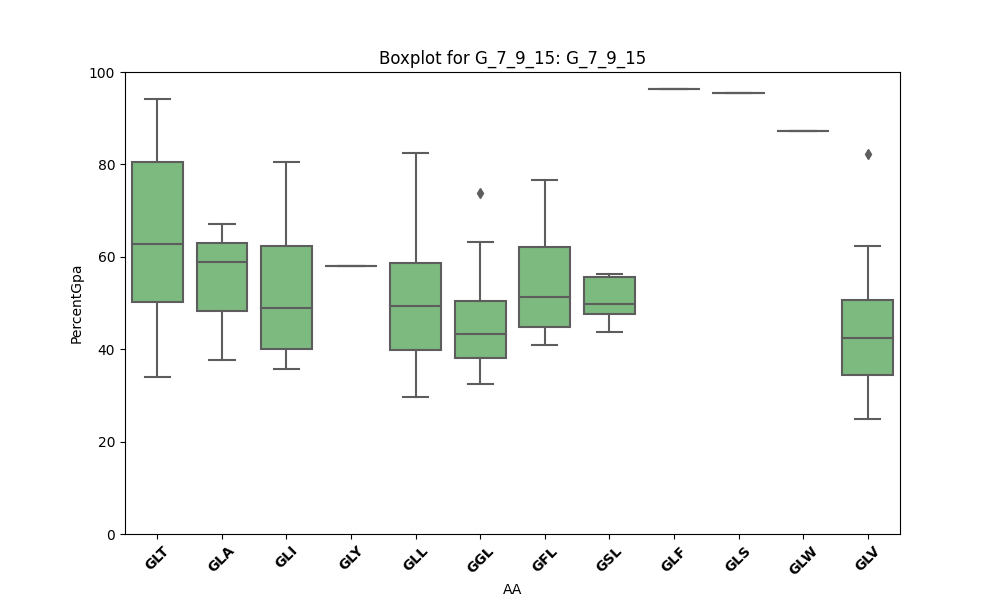 Boxplot for G_7_9_15: G_7_9_15
100
80
60
40
20
0
PercentGpa
GLT GLA GLI GLY GLL GGL GFL GSL GLF GLS GLW GLV
AA